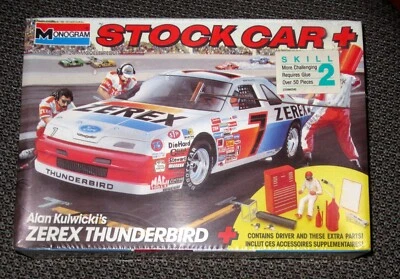 MONOGRAM
STOCK CAR +
SKILL
2
More Challenging
Requires Glue
Over 50 Pieces
ZEREX
ZEREX
7
STP
DieHard
THUNDERBIRD
Alan Kulwicki's
ZEREX THUNDERBIRD +
CONTAINS DRIVER AND THESE EXTRA PARTS!
INCLUT CES ACCESSOIRES SUPPLEMENTAIRES!